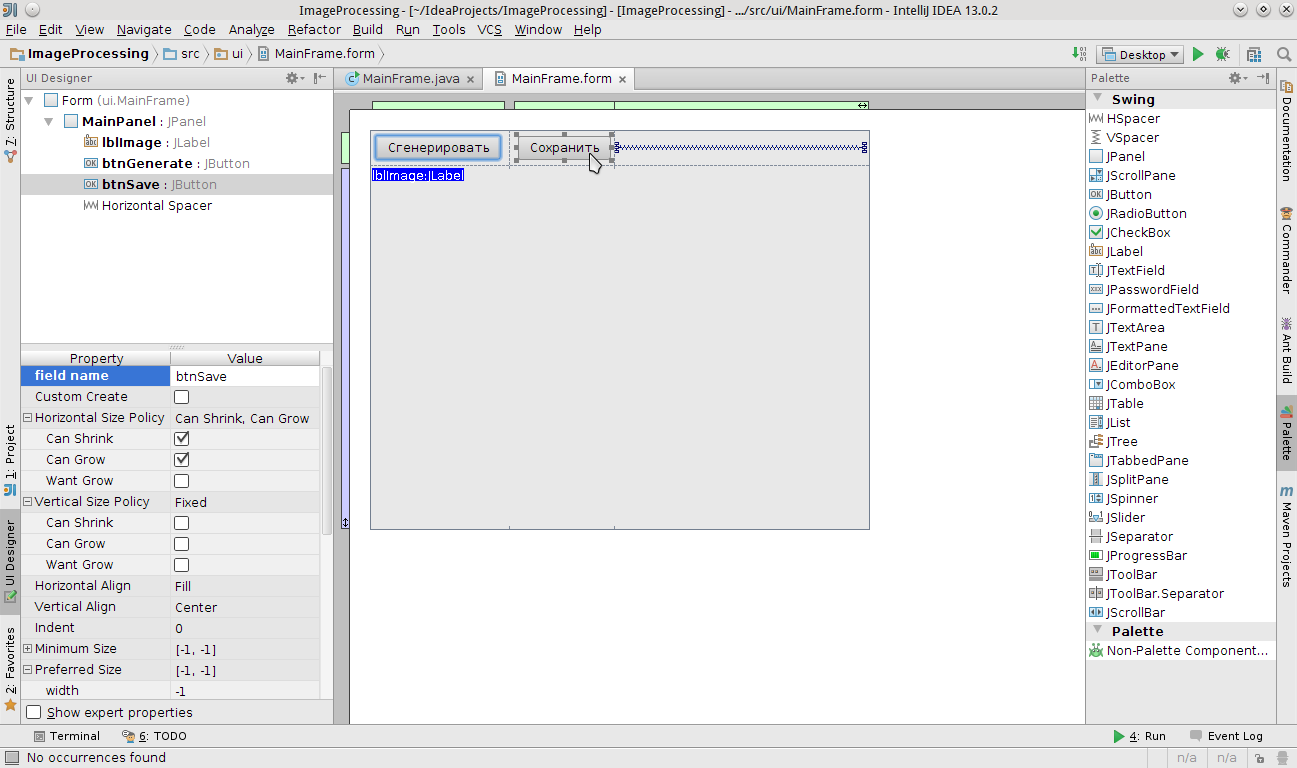 ImageProcessing - [~/IdeaProjects/ImageProcessing] - [ImageProcessing] - .../src/ui/MainFrame.form - IntelliJ IDEA 13.0.2
File Edit View Navigate Code Analyze Refactor Build Run Tools VCS Window Help
ImageProcessing src ui MainFrame.form Desktop
UI Designer
MainFrame.java MainFrame.form
Palette
Z: Structure
1: Project
UI Designer
2: Favorites
Form (ui.MainFrame)
MainPanel : JPanel
lblImage : JLabel
btnGenerate : JButton
btnSave : JButton
Horizontal Spacer
Property Value
field name btnSave
Custom Create
Horizontal Size Policy Can Shrink, Can Grow
Can Shrink
Can Grow
Want Grow
Vertical Size Policy Fixed
Can Shrink
Can Grow
Want Grow
Horizontal Align Fill
Vertical Align Center
Indent 0
Minimum Size [-1, -1]
Preferred Size [-1, -1]
width -1
Show expert properties
Сгенерировать Сохранить
lblImage:JLabel
Swing
HSpacer
VSpacer
JPanel
JScrollPane
JButton
JRadioButton
JCheckBox
JLabel
JTextField
JPasswordField
JFormattedTextField
JTextArea
JTextPane
JEditorPane
JComboBox
JTable
JList
JTree
JTabbedPane
JSplitPane
JSpinner
JSlider
JSeparator
JProgressBar
JToolBar
JToolBar.Separator
JScrollBar
Palette
Non-Palette Component...
Documentation
Commander
Ant Build
Palette
Maven Projects
Terminal 6: TODO 4: Run Event Log
No occurrences found n/a n/a